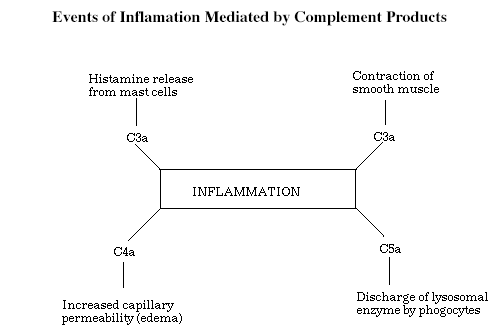 Events of Inflamation Mediated by Complement Products
Histamine release
from mast cells
Contraction of
smooth muscle
C3a
C3a
INFLAMMATION
C4a
C5a
Increased capillary
permeability (edema)
Discharge of lysosomal
enzyme by phogocytes